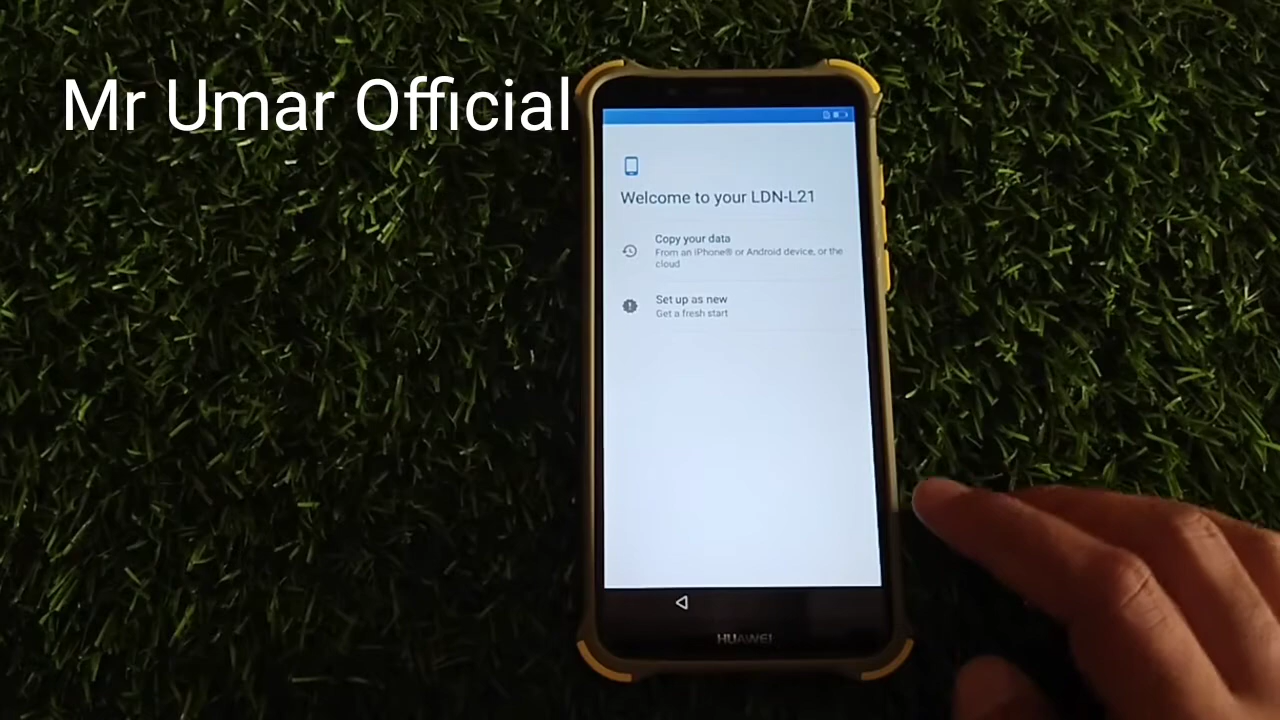 Mr Umar Official
Welcome to your LDN-L21
Copy your data
From an iPhone® or Android device, or the
cloud
Set up as new
Get a fresh start
HUAWEI